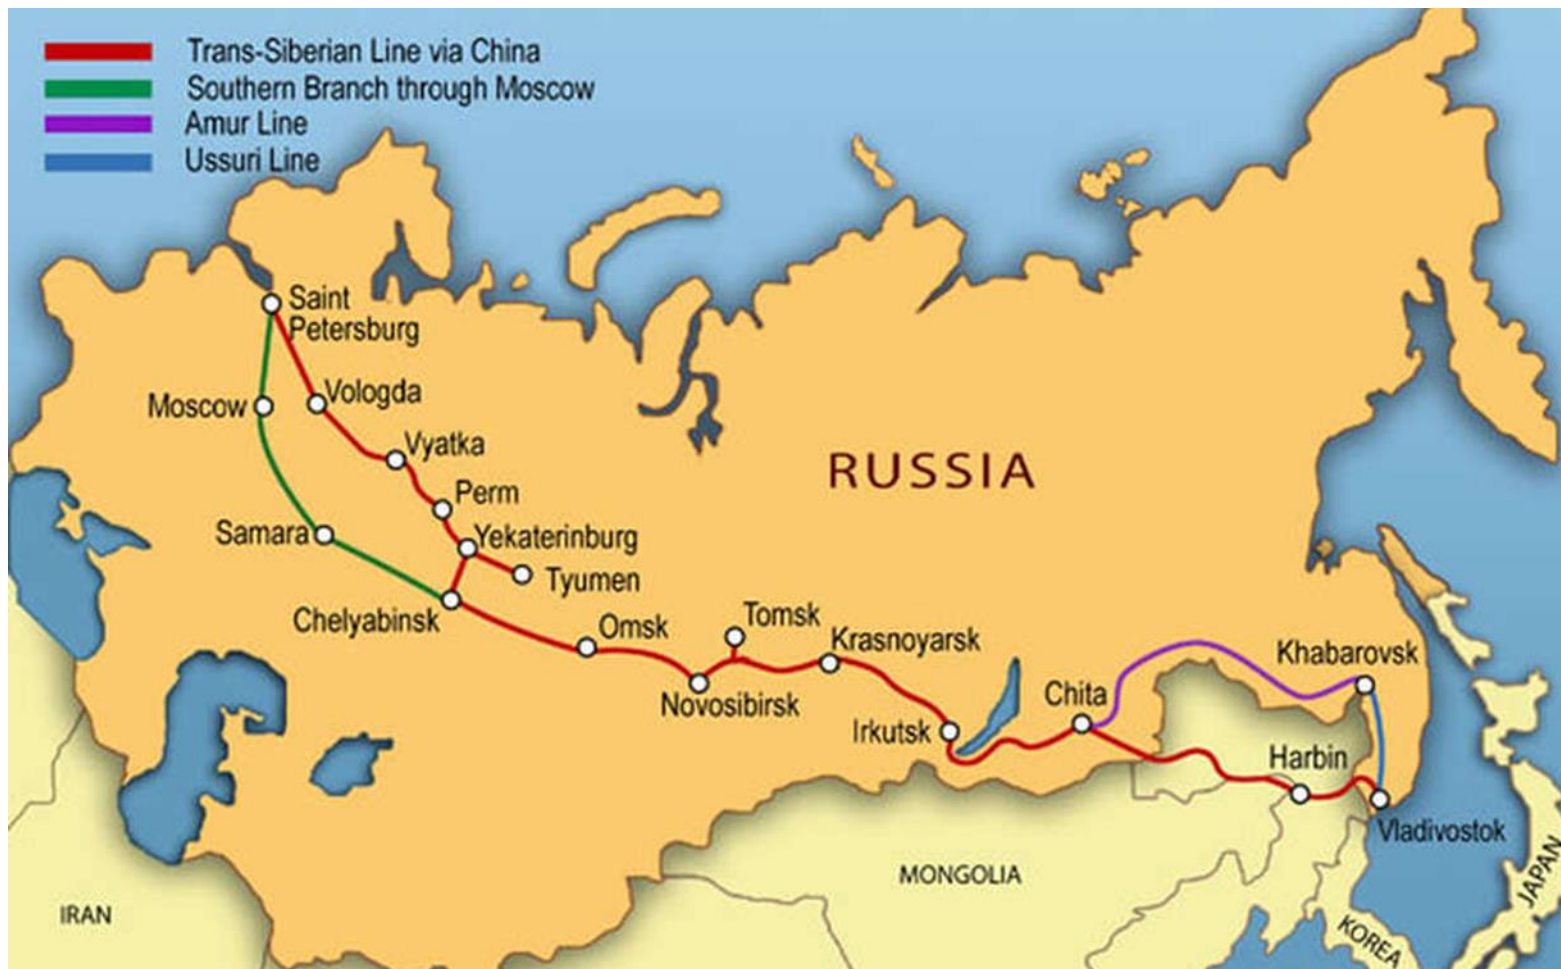 Trans-Siberian Line via China
Southern Branch through Moscow
Amur Line
Ussuri Line
Saint
Petersburg
Moscow
Vologda
Vyatka
Perm
Samara
Yekaterinburg
Tyumen
Chelyabinsk
Omsk
Tomsk
Novosibirsk
Krasnoyarsk
RUSSIA
Irkutsk
Chita
Khabarovsk
Harbin
Vladivostok
MONGOLIA
IRAN
KOREA
JAPAN